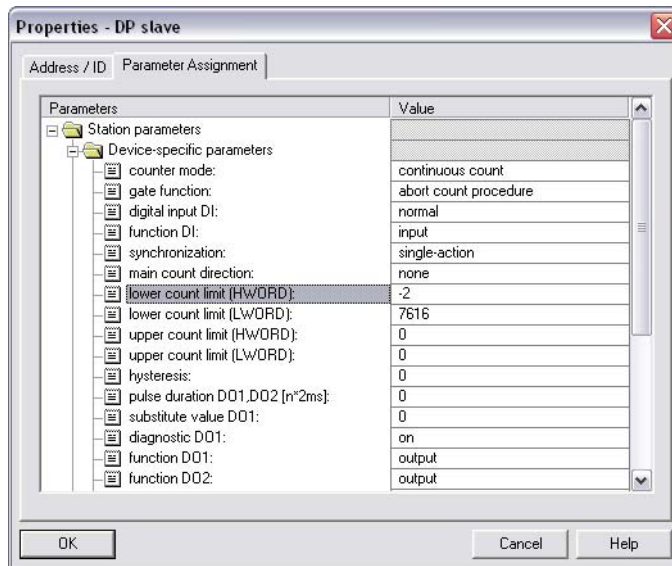 Properties - DP slave
Address / ID Parameter Assignment
Parameters Value
Station parameters
Device-specific parameters
counter mode: continuous count
gate function: abort count procedure
digital input DI: normal
function DI: input
synchronization: single-action
main count direction: none
lower count limit (HWORD): -2
lower count limit (LWORD): 7616
upper count limit (HWORD): 0
upper count limit (LWORD): 0
hysteresis: 0
pulse duration DO1,DO2 [n*2ms]: 0
substitute value DO1: 0
diagnostic DO1: on
function DO1: output
function DO2: output
OK Cancel Help